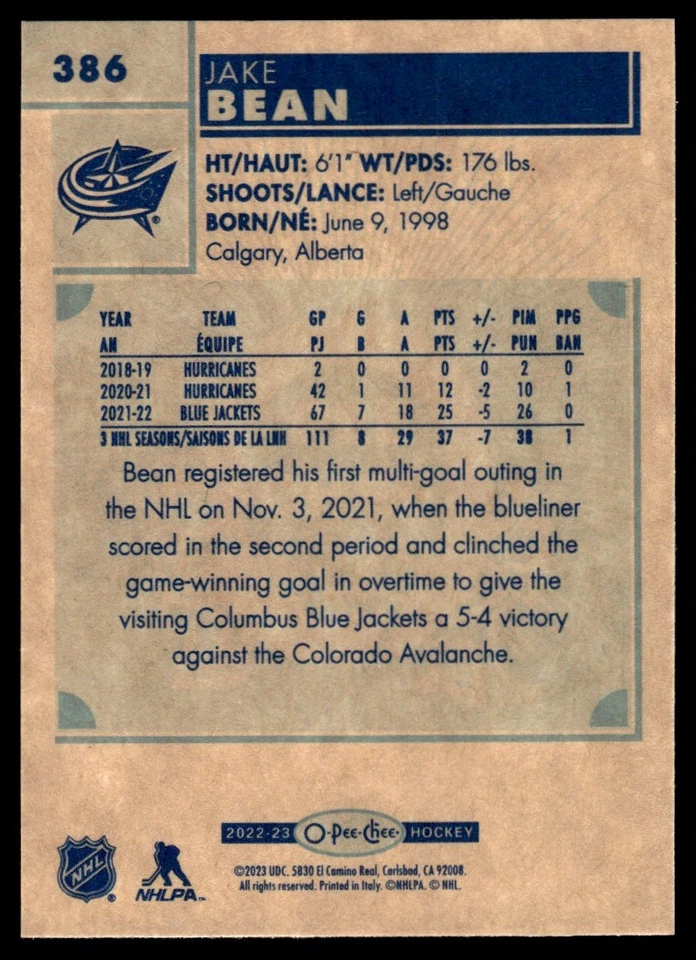 386
JAKE
BEAN
HT/HAUT: 6'1" WT/PDS: 176 lbs.
SHOOTS/LANCE: Left/Gauche
BORN/NÉ: June 9, 1998
Calgary, Alberta
®
YEAR TEAM GP G A PTS +/- PIM PPG
AN ÉQUIPE PJ B A PTS +/- PUN BAN
2018-19 HURRICANES 2 0 0 0 0 2 0
2020-21 HURRICANES 42 1 11 12 -2 10 1
2021-22 BLUE JACKETS 67 7 18 25 -5 26 0
3 NHL SEASONS/SAISONS DE LA LNH 111 8 29 37 -7 38 1
Bean registered his first multi-goal outing in
the NHL on Nov. 3, 2021, when the blueliner
scored in the second period and clinched the
game-winning goal in overtime to give the
visiting Columbus Blue Jackets a 5-4 victory
against the Colorado Avalanche.
2022-23 O-Pee-Chee HOCKEY
NHL ® NHLPA™
©2023 UDC. 5830 El Camino Real, Carlsbad, CA 92008.
All rights reserved. Printed in Italy. ©NHLPA. © NHL.